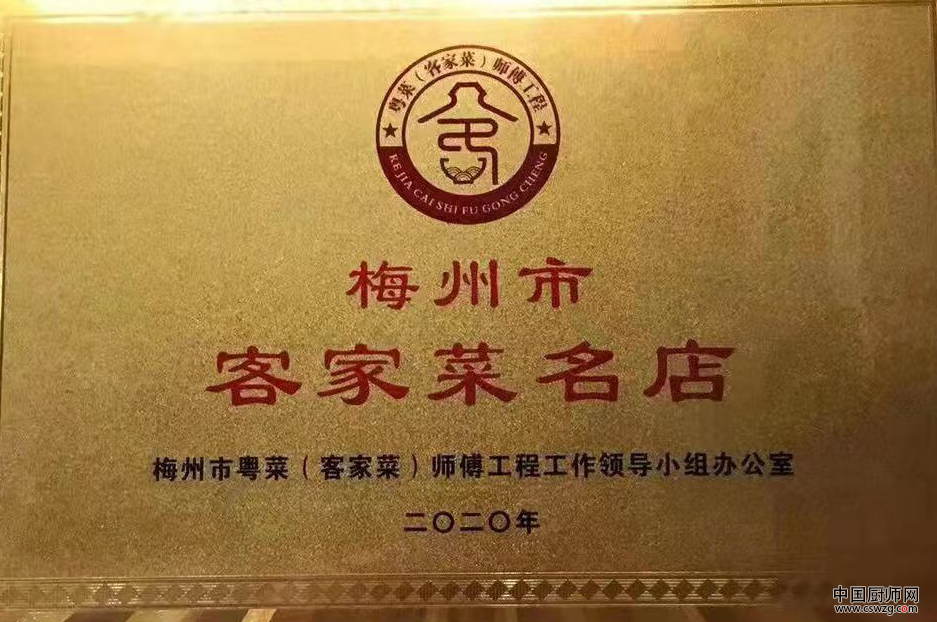 粤菜（客家菜）师傅工程
KE JIA CAI SHI FU GONG CHENG
梅州市
客家菜名店
梅州市粤菜（客家菜）师傅工程工作领导小组办公室
二〇二〇年
中国厨师网
www.cswzg.com